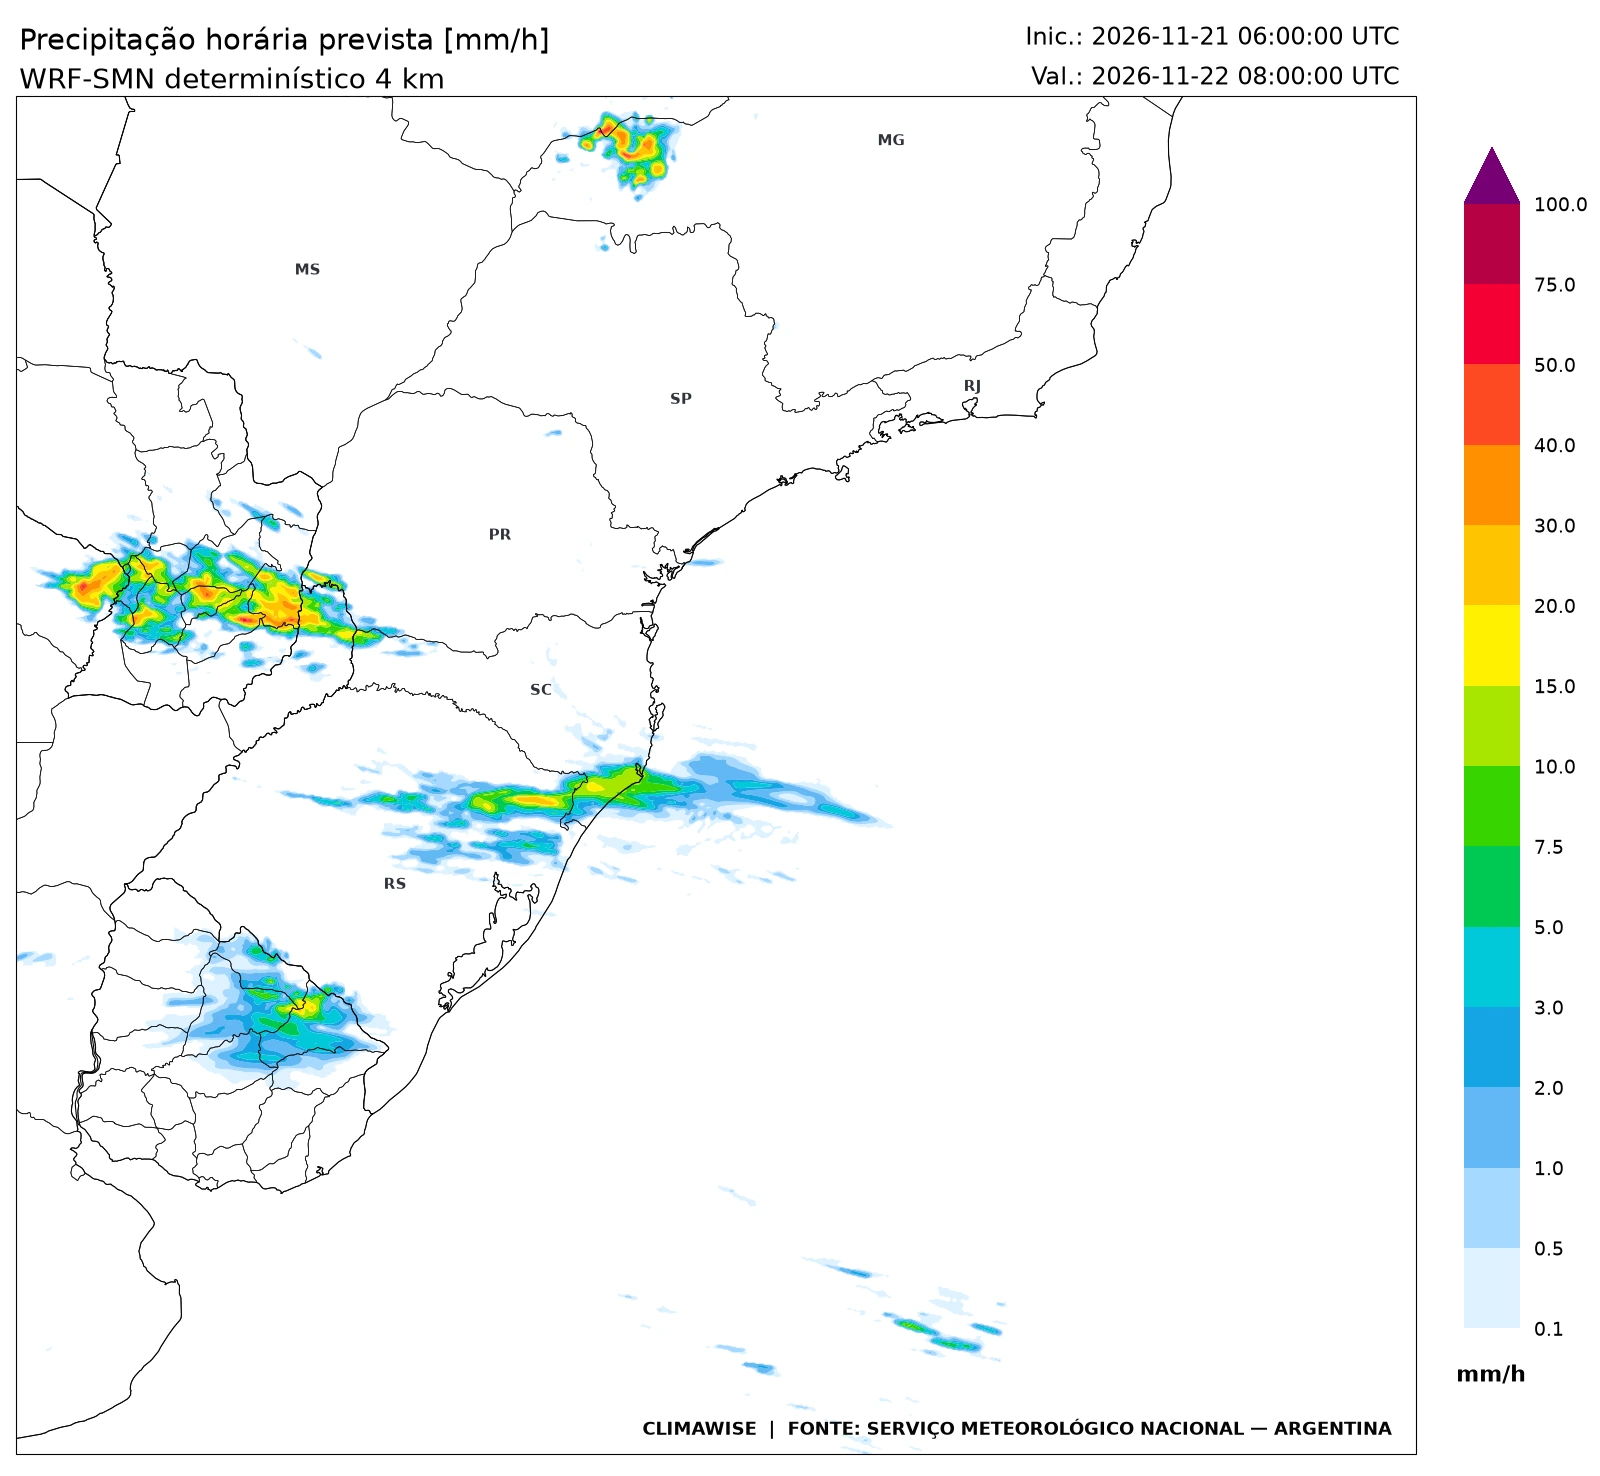 Precipitação horária prevista [mm/h]
WRF-SMN determinístico 4 km
Inic.: 2026-11-21 06:00:00 UTC
Val.: 2026-11-22 08:00:00 UTC
MG
MS
SP
RJ
PR
SC
RS
100.0
75.0
50.0
40.0
30.0
20.0
15.0
10.0
7.5
5.0
3.0
2.0
1.0
0.5
0.1
mm/h
CLIMAWISE | FONTE: SERVIÇO METEOROLÓGICO NACIONAL — ARGENTINA